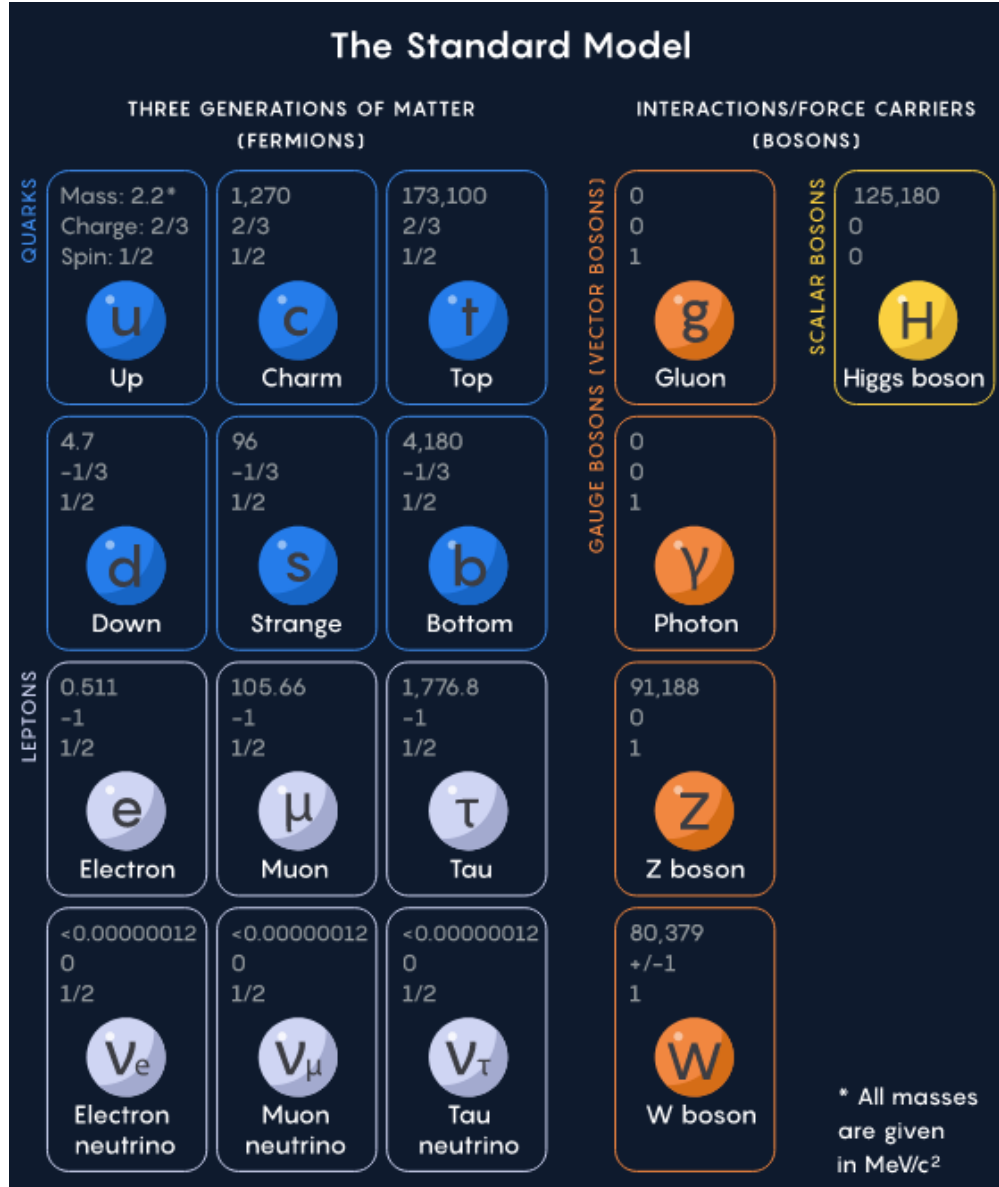 The Standard Model
THREE GENERATIONS OF MATTER
(FERMIONS)
INTERACTIONS/FORCE CARRIERS
(BOSONS)
QUARKS
Mass: 2.2*
Charge: 2/3
Spin: 1/2
u
Up
1,270
2/3
1/2
c
Charm
173,100
2/3
1/2
t
Top
GAUGE BOSONS (VECTOR BOSONS)
0
0
1
g
Gluon
SCALAR BOSONS
125,180
0
0
H
Higgs boson
4.7
-1/3
1/2
d
Down
96
-1/3
1/2
s
Strange
4,180
-1/3
1/2
b
Bottom
0
0
1
γ
Photon
LEPTONS
0.511
-1
1/2
e
Electron
105.66
-1
1/2
μ
Muon
1,776.8
-1
1/2
τ
Tau
91,188
0
1
Z
Z boson
<0.00000012
0
1/2
νe
Electron
neutrino
<0.00000012
0
1/2
νμ
Muon
neutrino
<0.00000012
0
1/2
ντ
Tau
neutrino
80,379
+/-1
1
W
W boson
* All masses
are given
in MeV/c²